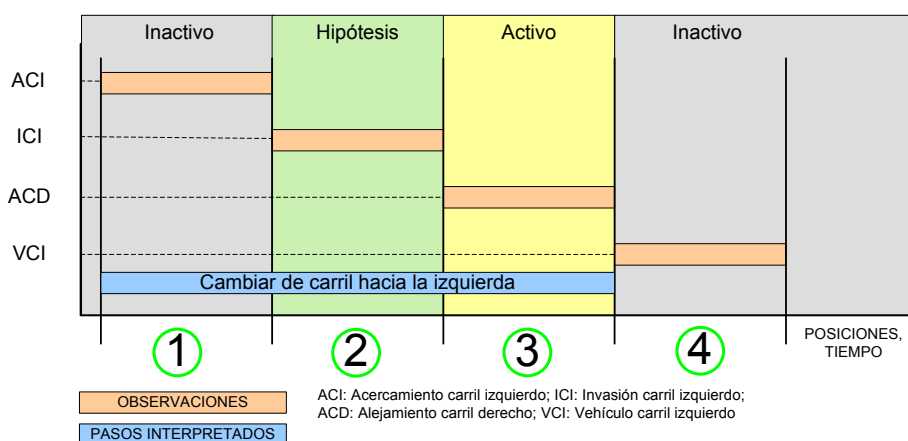 Inactivo Hipótesis Activo Inactivo
ACI
ICI
ACD
VCI
Cambiar de carril hacia la izquierda
1 2 3 4
POSICIONES,
TIEMPO
OBSERVACIONES
PASOS INTERPRETADOS
ACI: Acercamiento carril izquierdo; ICI: Invasión carril izquierdo;
ACD: Alejamiento carril derecho; VCI: Vehículo carril izquierdo